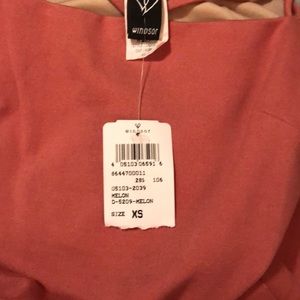 WINDSOR
WINDSOR
4 05103 06591 6
6644700011
285 106
05103-2039
MELON
D-5209-MELON
SIZE XS